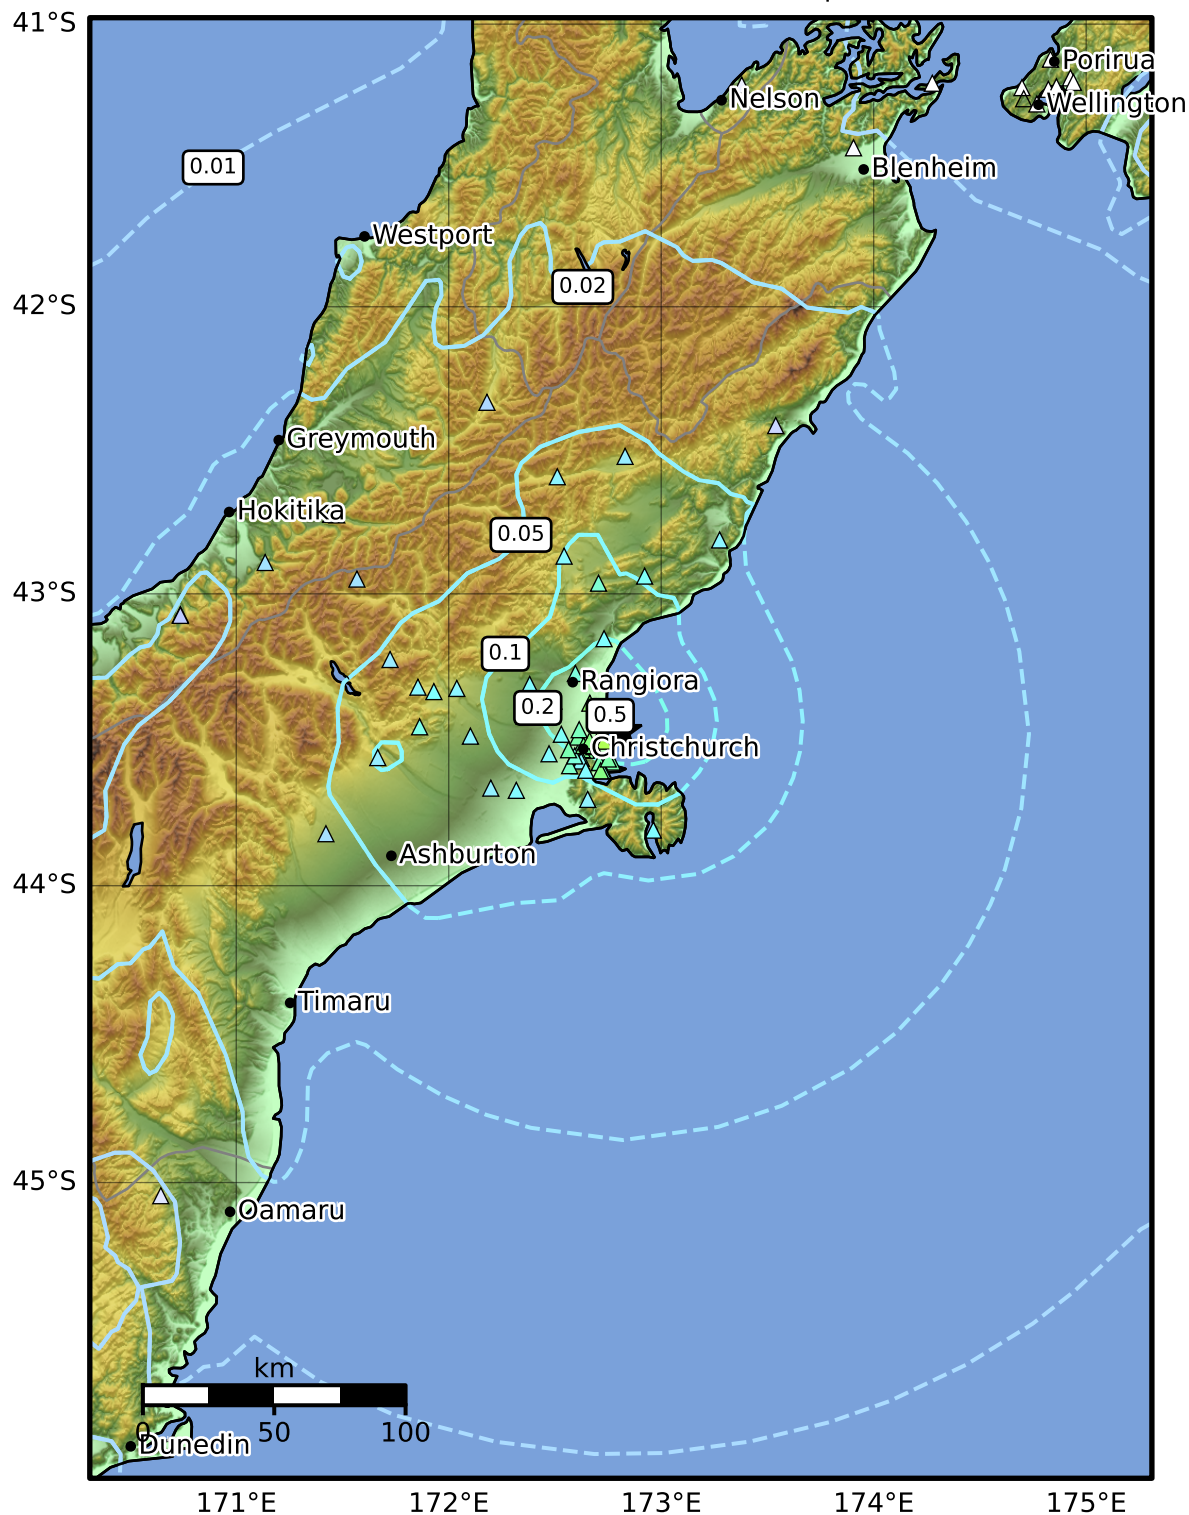 41°S
Porirua
Nelson
Wellington
0.01
Blenheim
Westport
0.02
42°S
Greymouth
Hokitika
0.05
43°S
0.1
Rangiora
0.2
0.5
Christchurch
Ashburton
44°S
Timaru
45°S
Oamaru
km
0
50
100
Dunedin
171°E
172°E
173°E
174°E
175°E